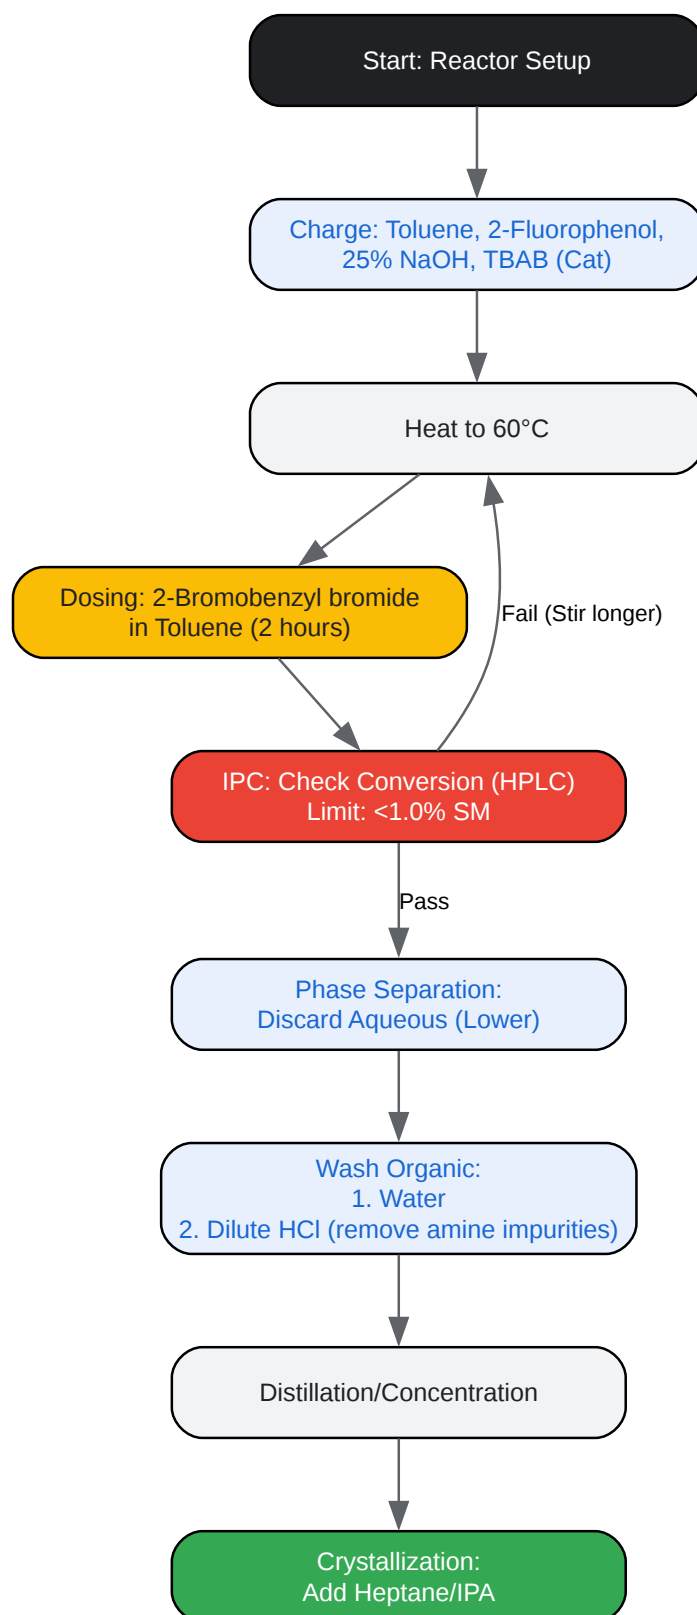 Start: Reactor Setup
Charge: Toluene, 2-Fluorophenol,
25% NaOH, TBAB (Cat)
Heat to 60°C
Dosing: 2-Bromobenzyl bromide
in Toluene (2 hours)
Fail (Stir longer)
IPC: Check Conversion (HPLC)
Limit: <1.0% SM
Pass
Phase Separation:
Discard Aqueous (Lower)
Wash Organic:
1. Water
2. Dilute HCl (remove amine impurities)
Distillation/Concentration
Crystallization:
Add Heptane/IPA